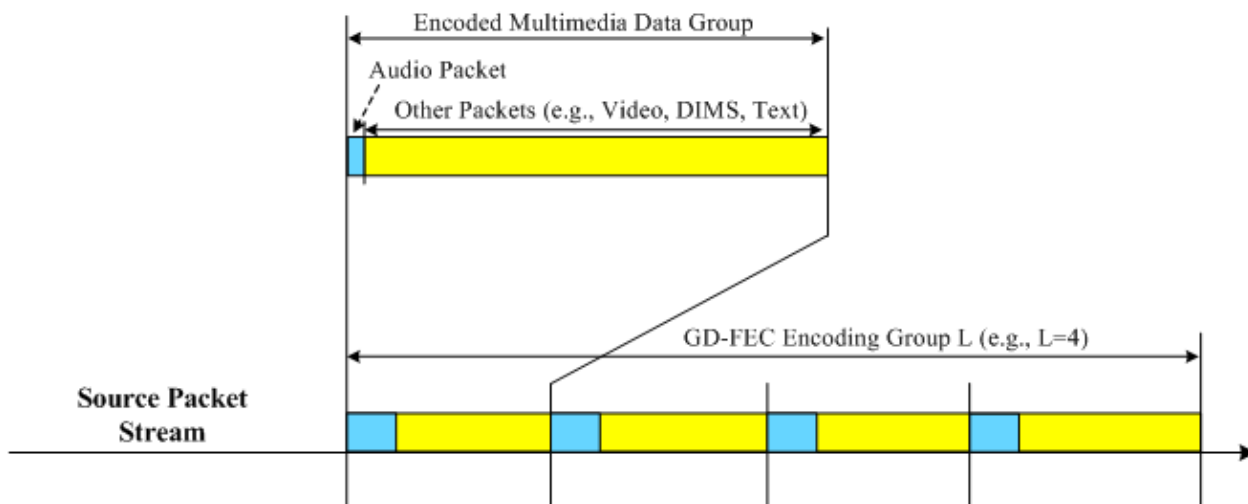 Encoded Multimedia Data Group
Audio Packet
Other Packets (e.g., Video, DIMS, Text)
GD-FEC Encoding Group L (e.g., L=4)
Source Packet
Stream